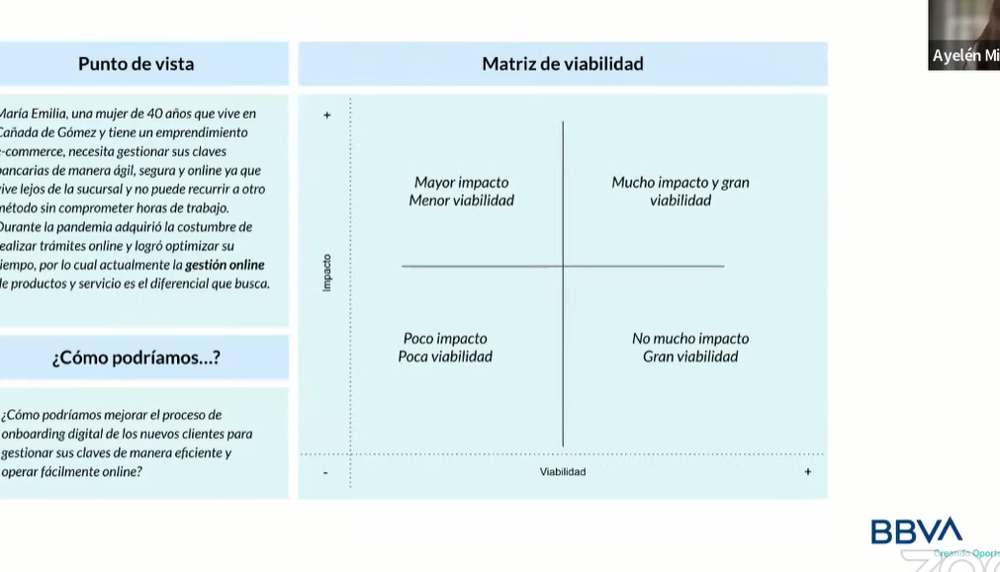 Punto de vista
María Emilia, una mujer de 40 años que vive en
Cañada de Gómez y tiene un emprendimiento
e-commerce, necesita gestionar sus claves
bancarias de manera ágil, segura y online ya que
vive lejos de la sucursal y no puede recurrir a otro
método sin comprometer horas de trabajo.
Durante la pandemia adquirió la costumbre de
realizar trámites online y logró optimizar su
tiempo, por lo cual actualmente la gestión online
de productos y servicio es el diferencial que busca.
¿Cómo podríamos...?
¿Cómo podríamos mejorar el proceso de
onboarding digital de los nuevos clientes para
gestionar sus claves de manera eficiente y
operar fácilmente online?
Matriz de viabilidad
+
Impacto
Mayor impacto
Menor viabilidad
Mucho impacto y gran
viabilidad
Poco impacto
Poca viabilidad
No mucho impacto
Gran viabilidad
-
Viabilidad
+
Ayelén Mi
BBVA
Creando Oport